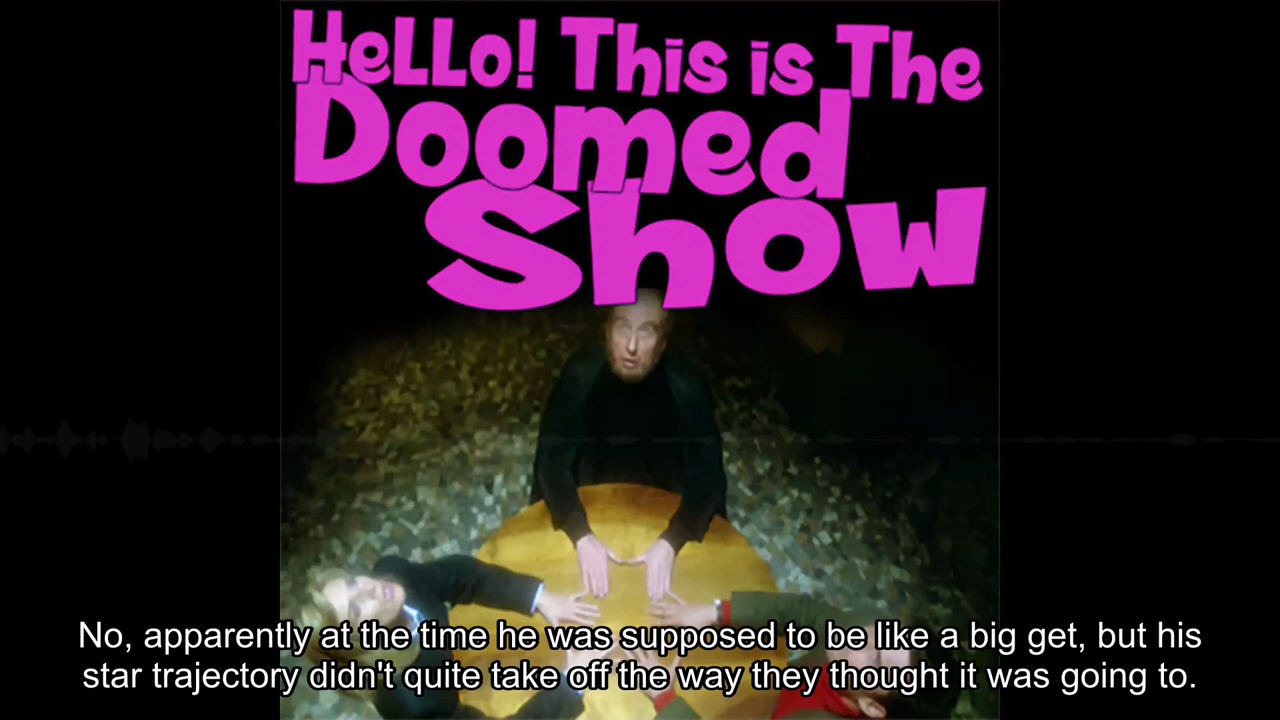 HeLLo! This is The
Doomed
Show
No, apparently at the time he was supposed to be like a big get, but his
star trajectory didn't quite take off the way they thought it was going to.